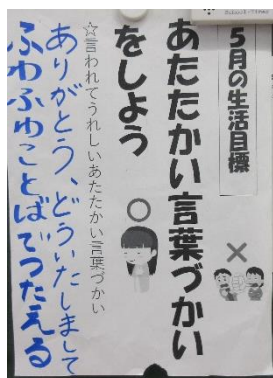 5月の生活目標
あたたかい言葉づかい
をしよう
☆言われてうれしいあたたかい言葉づかい
ありがとう、どういたしまして
ふわふわことばでつたえる